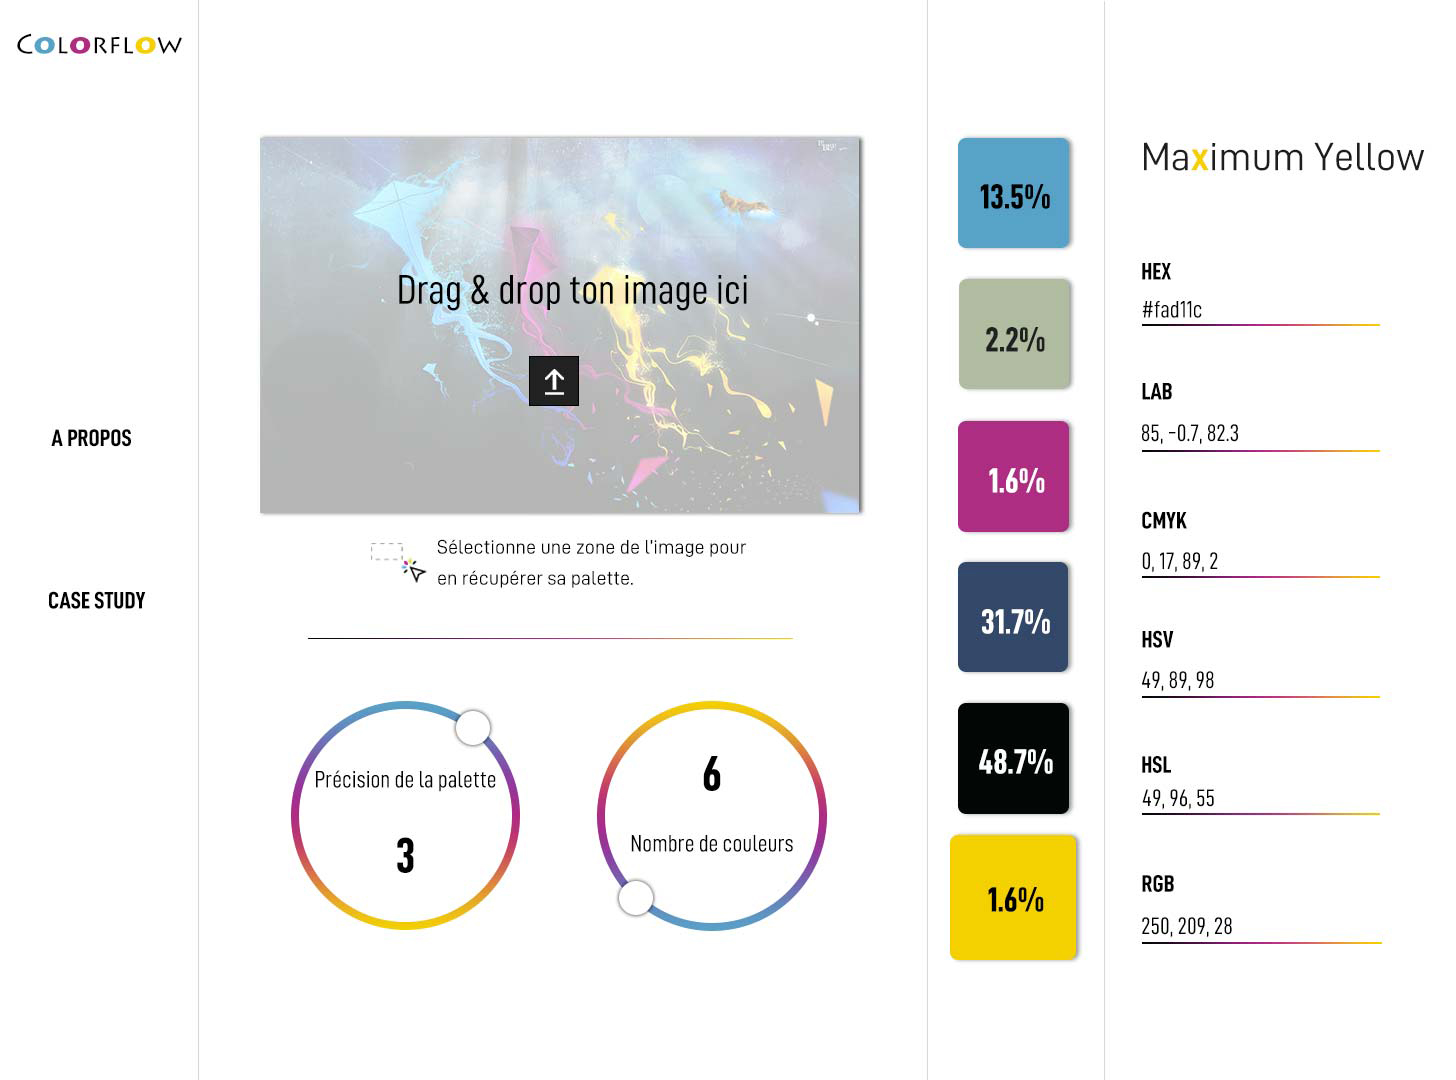 COLORFLOW
A PROPOS
CASE STUDY
Drag & drop ton image ici
Sélectionne une zone de l'image pour
en récupérer sa palette.
Précision de la palette
3
6
Nombre de couleurs
13.5%
2.2%
1.6%
31.7%
48.7%
1.6%
Maximum Yellow
HEX
#fad11c
LAB
85, -0.7, 82.3
CMYK
0, 17, 89, 2
HSV
49, 89, 98
HSL
49, 96, 55
RGB
250, 209, 28